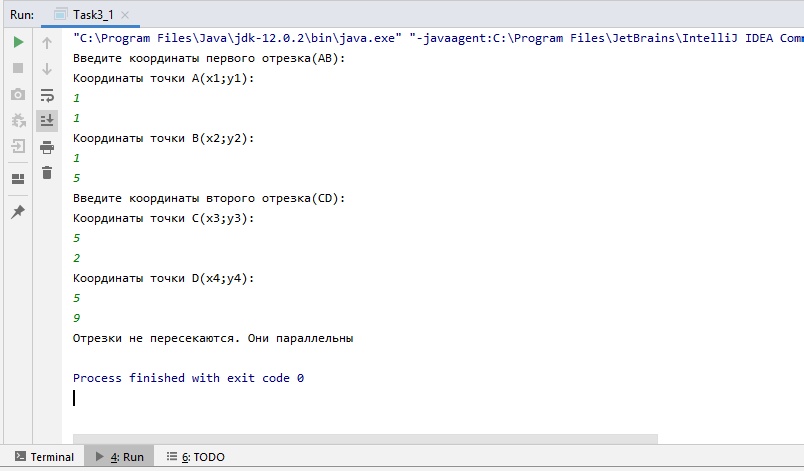 Run: Task3_1
"C:\Program Files\Java\jdk-12.0.2\bin\java.exe" "-javaagent:C:\Program Files\JetBrains\IntelliJ IDEA Comm
Введите координаты первого отрезка(AB):
Координаты точки A(x1;y1):
1
1
Координаты точки B(x2;y2):
1
5
Введите координаты второго отрезка(CD):
Координаты точки C(x3;y3):
5
2
Координаты точки D(x4;y4):
5
9
Отрезки не пересекаются. Они параллельны
Process finished with exit code 0
Terminal 4: Run 6: TODO